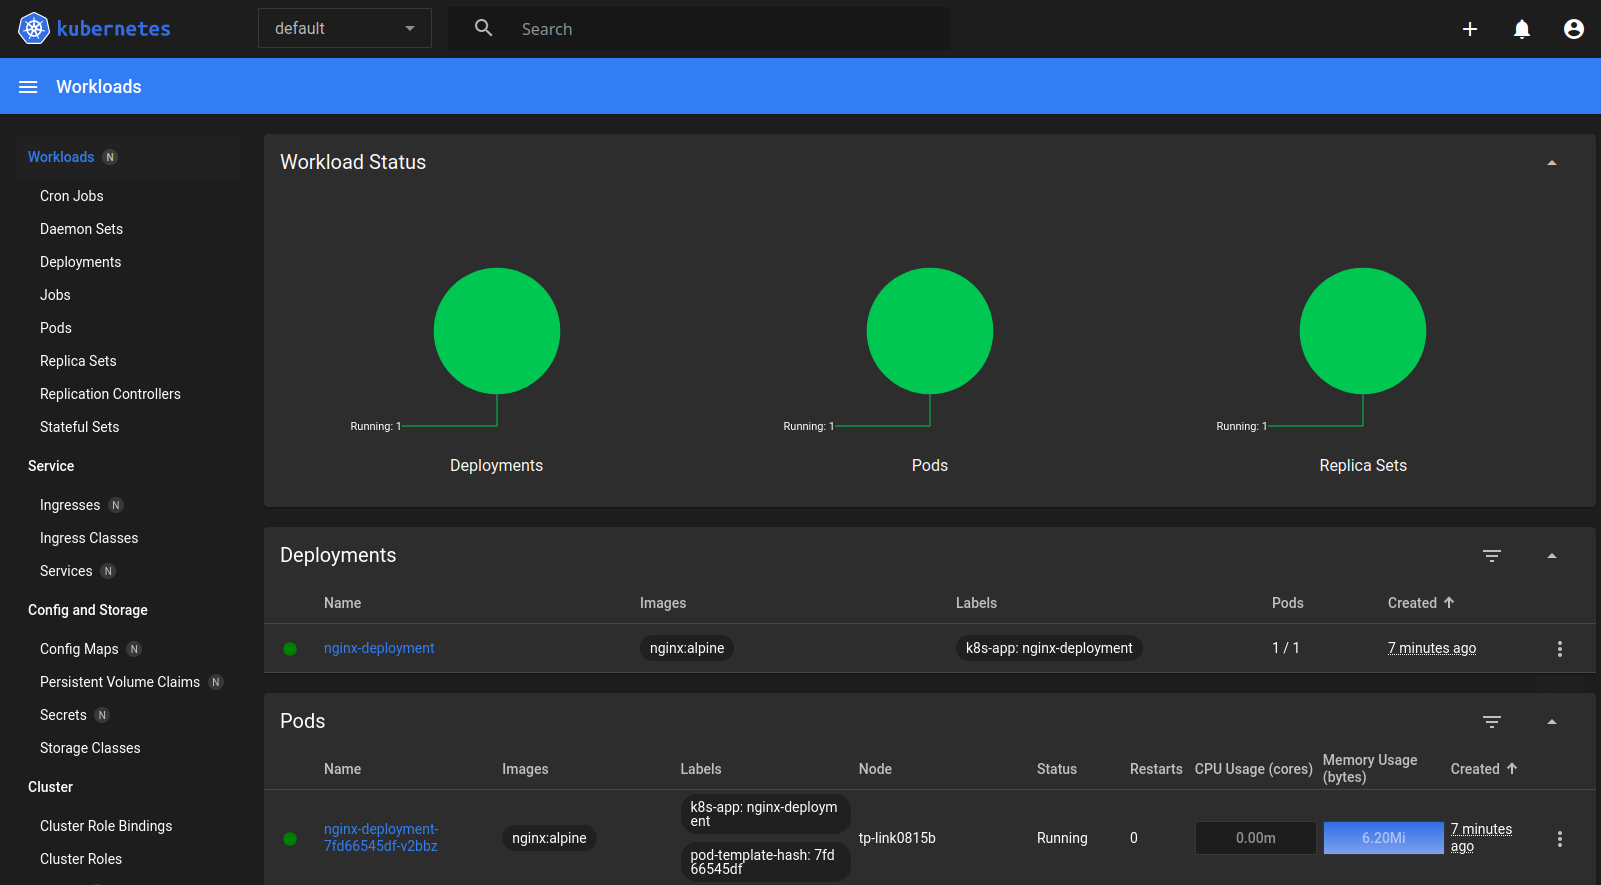 kubernetes
default
Search
Workloads
Workloads N
Cron Jobs
Daemon Sets
Deployments
Jobs
Pods
Replica Sets
Replication Controllers
Stateful Sets
Service
Ingresses N
Ingress Classes
Services N
Config and Storage
Config Maps N
Persistent Volume Claims N
Secrets N
Storage Classes
Cluster
Cluster Role Bindings
Cluster Roles
Workload Status
Running: 1
Deployments
Running: 1
Pods
Running: 1
Replica Sets
Deployments
Name Images Labels Pods Created
nginx-deployment nginx:alpine k8s-app: nginx-deployment 1 / 1 7 minutes ago
Pods
Name Images Labels Node Status Restarts CPU Usage (cores) Memory Usage
(bytes) Created
nginx-deployment-
7fd66545df-v2bbz
nginx:alpine
k8s-app: nginx-deploym
ent
pod-template-hash: 7fd
66545df
tp-link0815b
Running
0
0.00m
6.20Mi
7 minutes
ago